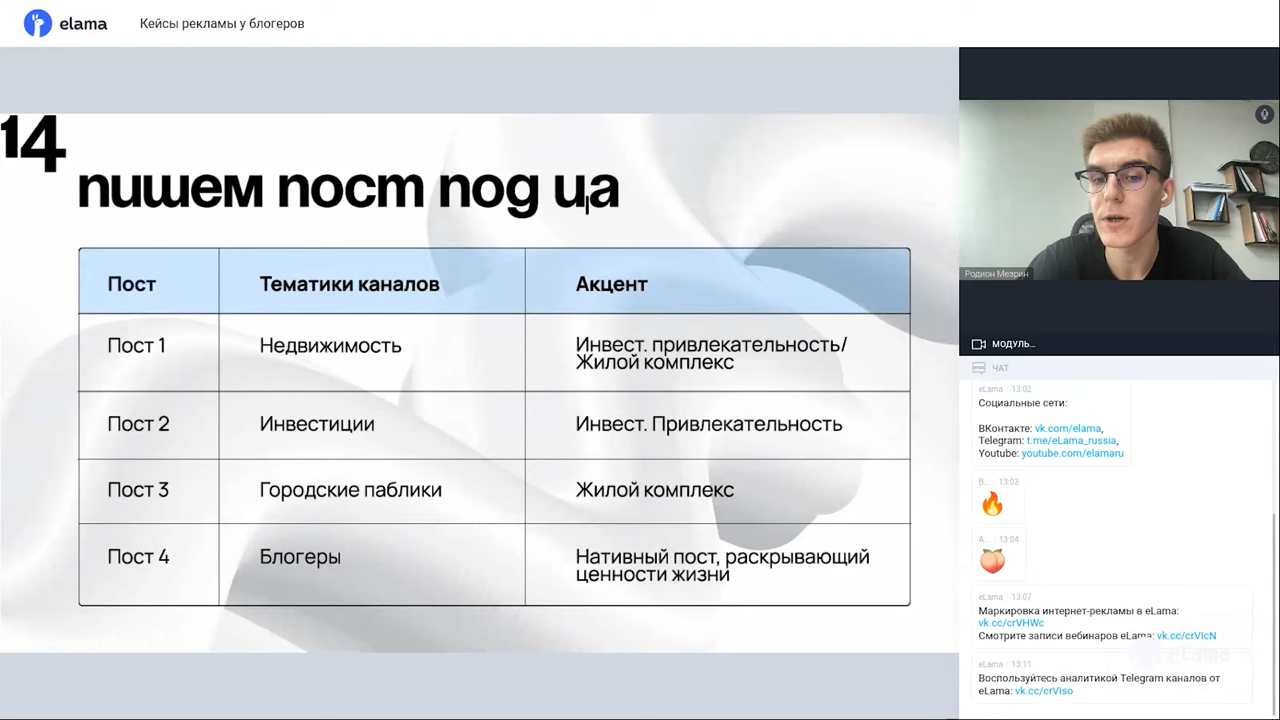 elama
Кейсы рекламы у блогеров
14
пишем пост под ца
Пост Тематики каналов Акцент
Пост 1 Недвижимость Инвест. привлекательность/
Жилой комплекс
Пост 2 Инвестиции Инвест. Привлекательность
Пост 3 Городские паблики Жилой комплекс
Пост 4 Блогеры Нативный пост, раскрывающий
ценности жизни
Родион Мезрин
МОДУЛЬ...
ЧАТ
eLama · 13:02
Социальные сети:
ВКонтакте: vk.com/elama,
Telegram: t.me/eLama_russia,
Youtube: youtube.com/elamaru
В... · 13:03
А... · 13:04
eLama · 13:07
Маркировка интернет-рекламы в eLama:
vk.cc/crVHWc
Смотрите записи вебинаров eLama: vk.cc/crVIcN
eLama
eLama · 13:11
Воспользуйтесь аналитикой Telegram каналов от
eLama: vk.cc/crVIso